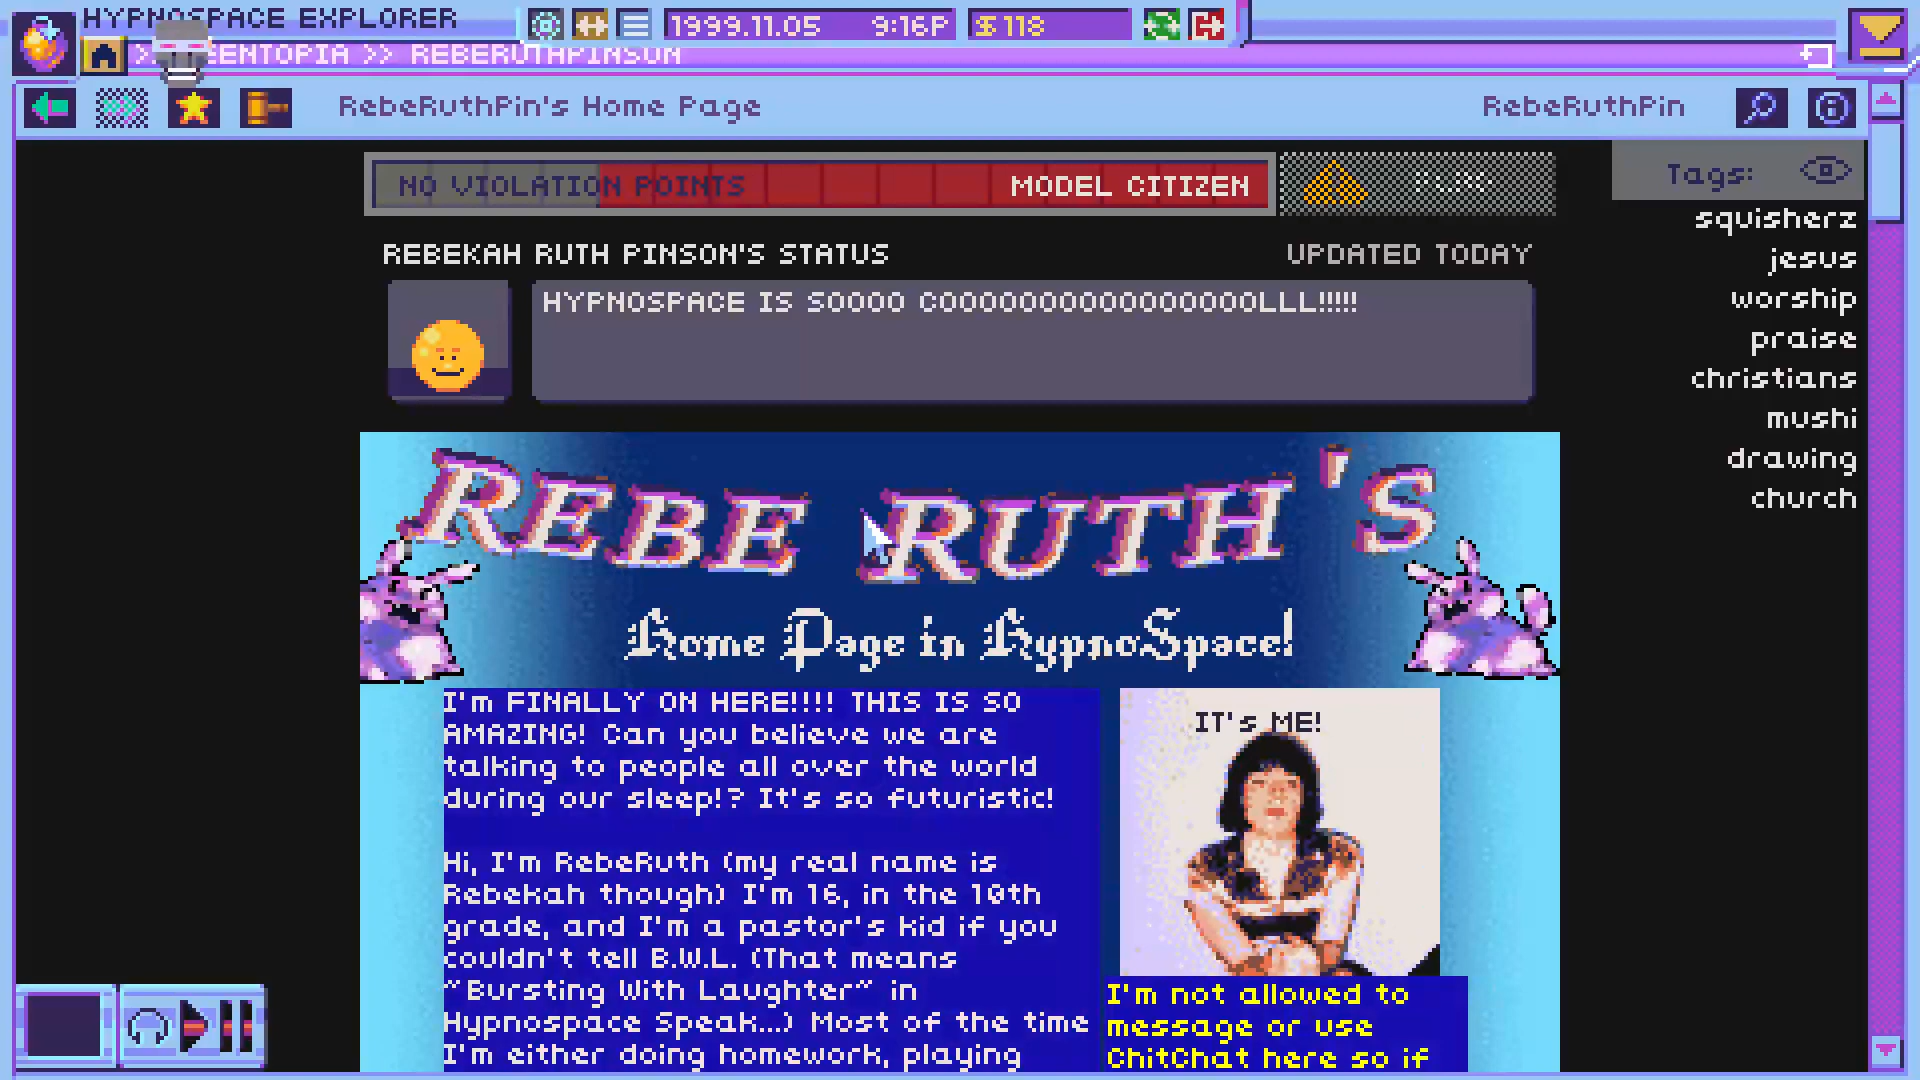 HYPNOSPACE EXPLORER
1999.11.05 9:16P
118
>> REBERUTHPINSON
RebeRuthPin's Home Page
RebeRuthPin
NO VIOLATION POINTS
MODEL CITIZEN
Tags:
squisherz
jesus
worship
praise
christians
mushi
drawing
church
REBEKAH RUTH PINSON'S STATUS
UPDATED TODAY
HYPNOSPACE IS SOOOO COOOOOOOOOOOOOOOOOLLL!!!!!
REBE RUTH'S
Home Page in HypnoSpace!
I'm FINALLY ON HERE!!!! THIS IS SO
AMAZING! Can you believe we are
talking to people all over the world
during our sleep!? It's so futuristic!
Hi, I'm RebeRuth (my real name is
Rebekah though) I'm 16, in the 10th
grade, and I'm a pastor's kid if you
couldn't tell B.W.L. (That means
~Bursting With Laughter~ in
Hypnospace Speak...) Most of the time
I'm either doing homework, playing
IT's ME!
I'm not allowed to
message or use
ChitChat here so if